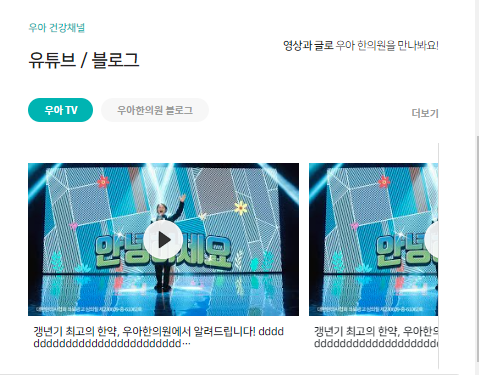 우아 건강채널
유튜브 / 블로그
영상과 글로 우아 한의원을 만나봐요!
우아 TV
우아한의원 블로그
더보기
안녕하세요
안녕
갱년기 최고의 한약, 우아한의원에서 알려드립니다! dddd
ddddddddddddddddddddddd…
갱년기 최고의 한약, 우아한의
ddddddddddddddddddd